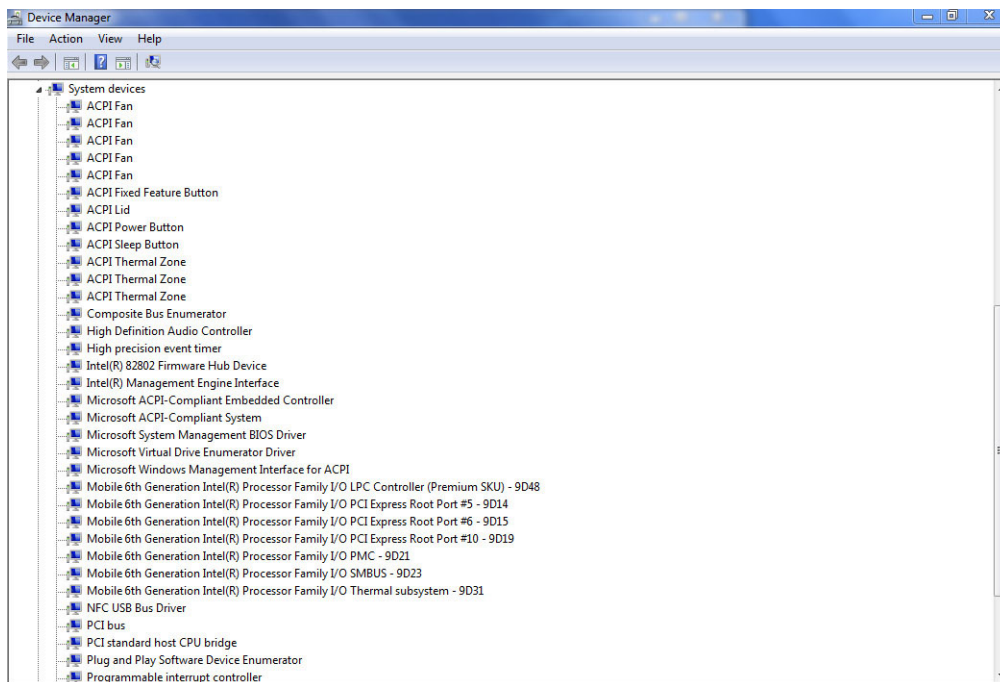 Device Manager
File Action View Help
System devices
ACPI Fan
ACPI Fan
ACPI Fan
ACPI Fan
ACPI Fan
ACPI Fixed Feature Button
ACPI Lid
ACPI Power Button
ACPI Sleep Button
ACPI Thermal Zone
ACPI Thermal Zone
ACPI Thermal Zone
Composite Bus Enumerator
High Definition Audio Controller
High precision event timer
Intel(R) 82802 Firmware Hub Device
Intel(R) Management Engine Interface
Microsoft ACPI-Compliant Embedded Controller
Microsoft ACPI-Compliant System
Microsoft System Management BIOS Driver
Microsoft Virtual Drive Enumerator Driver
Microsoft Windows Management Interface for ACPI
Mobile 6th Generation Intel(R) Processor Family I/O LPC Controller (Premium SKU) - 9D48
Mobile 6th Generation Intel(R) Processor Family I/O PCI Express Root Port #5 - 9D14
Mobile 6th Generation Intel(R) Processor Family I/O PCI Express Root Port #6 - 9D15
Mobile 6th Generation Intel(R) Processor Family I/O PCI Express Root Port #10 - 9D19
Mobile 6th Generation Intel(R) Processor Family I/O PMC - 9D21
Mobile 6th Generation Intel(R) Processor Family I/O SMBUS - 9D23
Mobile 6th Generation Intel(R) Processor Family I/O Thermal subsystem - 9D31
NFC USB Bus Driver
PCI bus
PCI standard host CPU bridge
Plug and Play Software Device Enumerator
Programmable interrupt controller